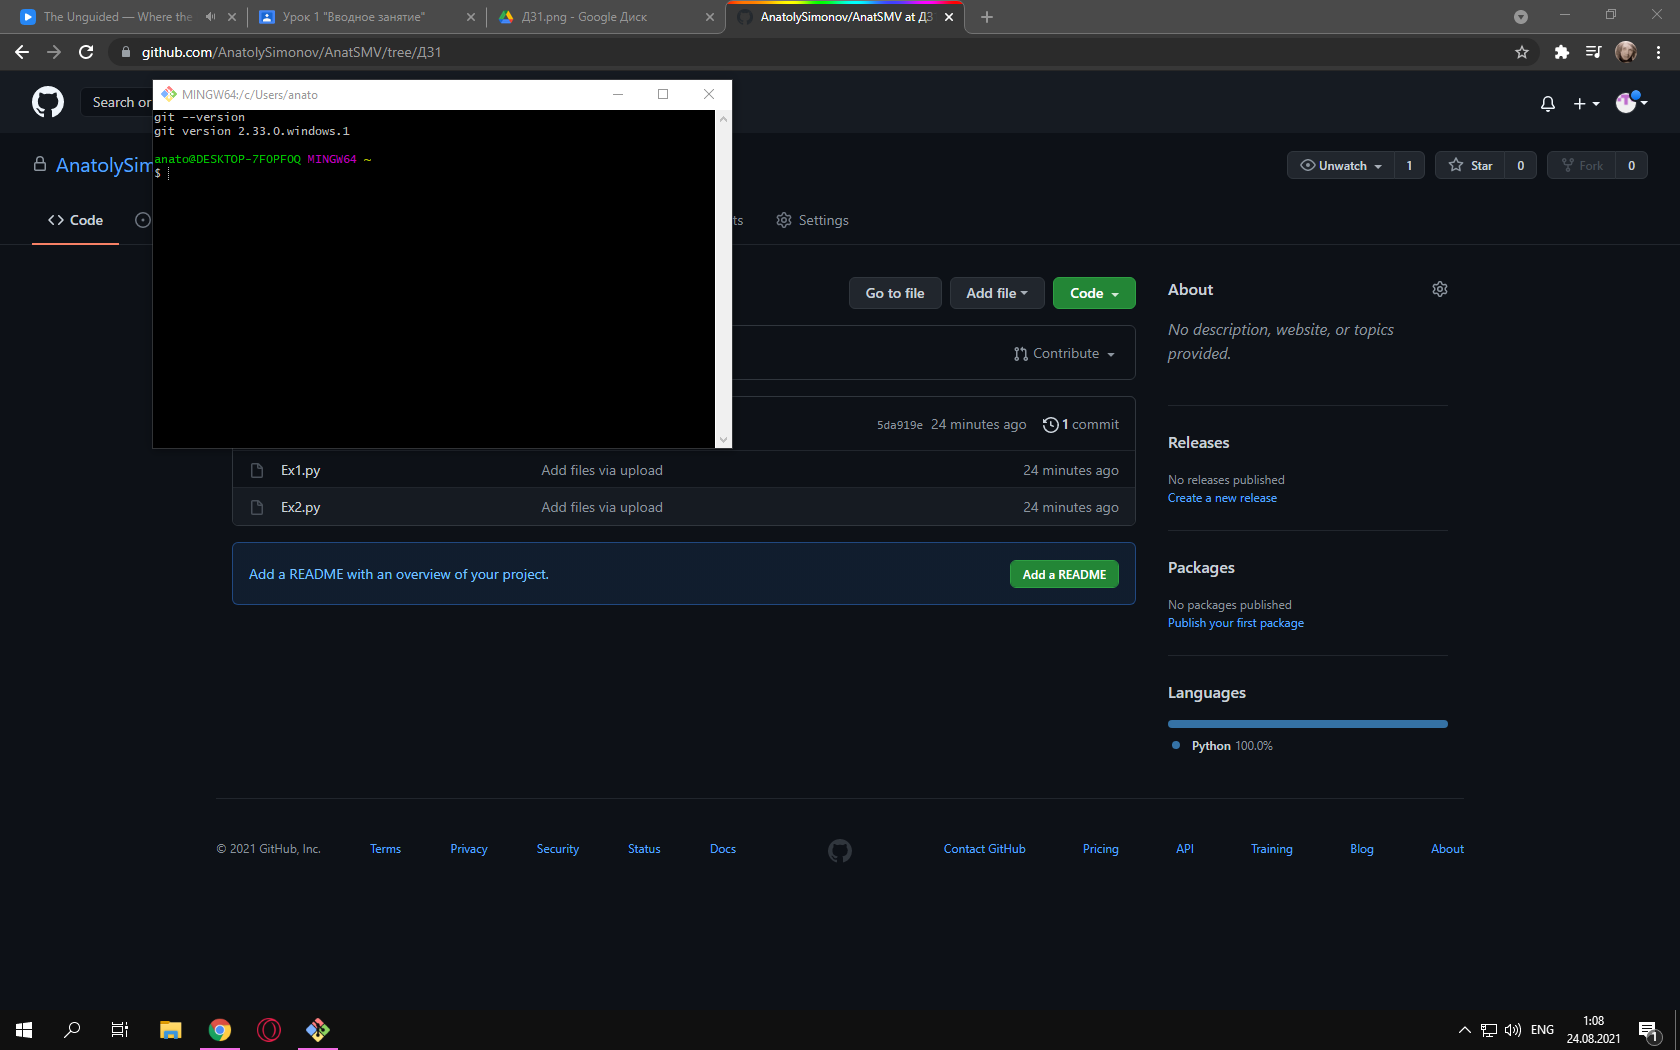 The Unguided — Where the
Урок 1 "Вводное занятие"
ДЗ1.png - Google Диск
AnatolySimonov/AnatSMV at ДЗ
github.com/AnatolySimonov/AnatSMV/tree/ДЗ1
Search or
MINGW64:/c/Users/anato
git --version
git version 2.33.0.windows.1
anato@DESKTOP-7FOPFOQ MINGW64 ~
$
AnatolySim
Unwatch 1
Star 0
Fork 0
Code
ts
Settings
Go to file
Add file
Code
Contribute
5da919e 24 minutes ago 1 commit
Ex1.py Add files via upload 24 minutes ago
Ex2.py Add files via upload 24 minutes ago
Add a README with an overview of your project.
Add a README
About
No description, website, or topics
provided.
Releases
No releases published
Create a new release
Packages
No packages published
Publish your first package
Languages
Python 100.0%
© 2021 GitHub, Inc. Terms Privacy Security Status Docs Contact GitHub Pricing API Training Blog About
ENG
1:08
24.08.2021
1